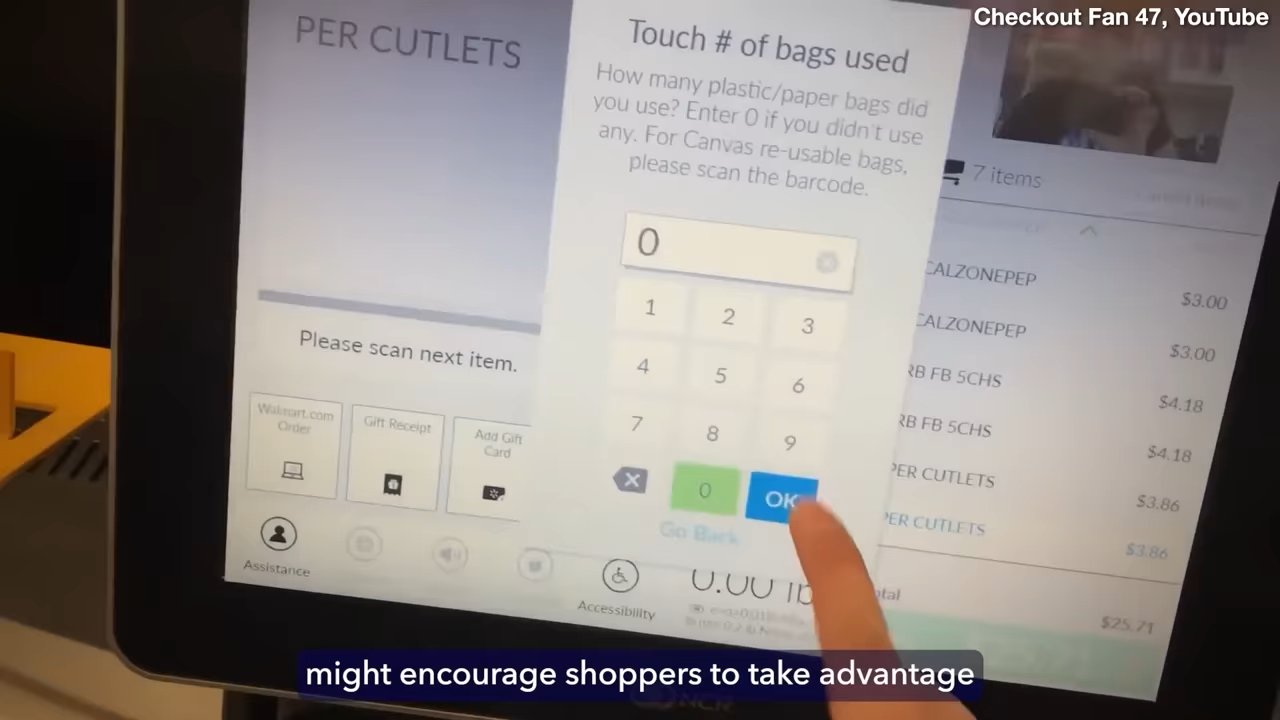 Checkout Fan 47, YouTube
PER CUTLETS
Please scan next item.
Walmart.com
Order
Gift Receipt
Add Gift
Card
Assistance
Touch # of bags used
How many plastic/paper bags did
you use? Enter 0 if you didn't use
any. For Canvas re-usable bags,
please scan the barcode.
0
1 2 3
4 5 6
7 8 9
0 OK
Go Back
Accessibility
0.00 lb
7 items
CALZONEPEP $3.00
CALZONEPEP $3.00
RB FB 5CHS $4.18
RB FB 5CHS $4.18
PER CUTLETS $3.86
PER CUTLETS $3.86
$25.71
might encourage shoppers to take advantage
NCR